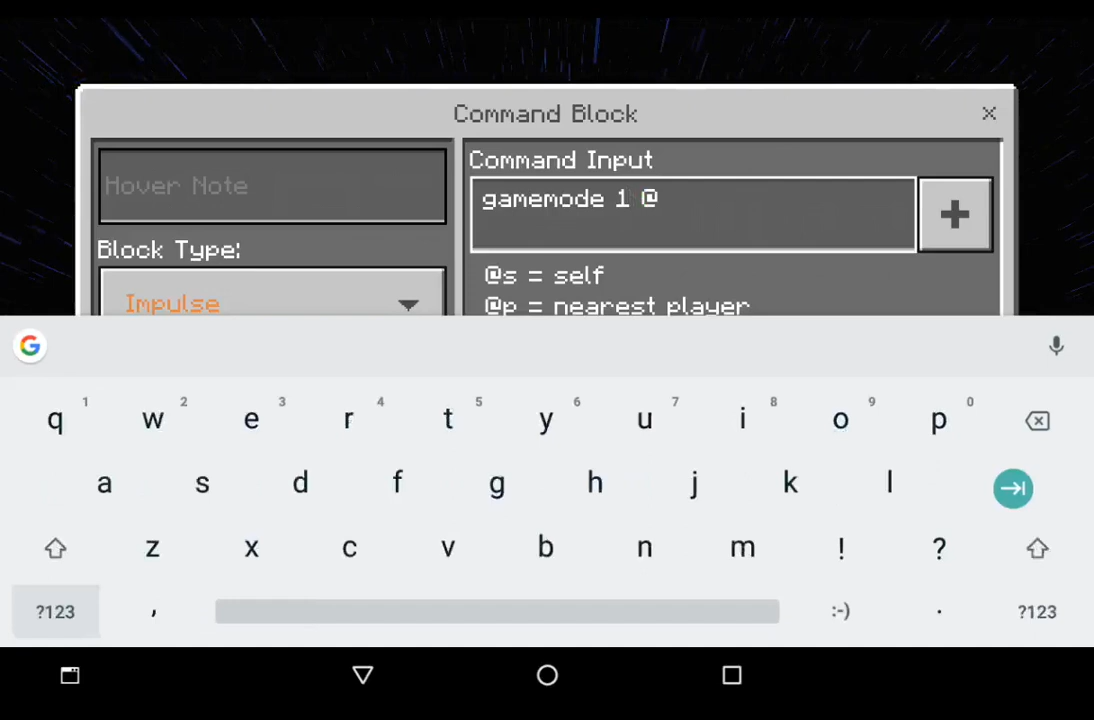 Command Block
×
Hover Note
Command Input
gamemode 1 @
+
Block Type:
@s = self
Impulse
@p = nearest player
G
q 1 w 2 e 3 r 4 t 5 y 6 u 7 i 8 o 9 p 0
a s d f g h j k l
z x c v b n m ! ?
?123 , :-) . ?123